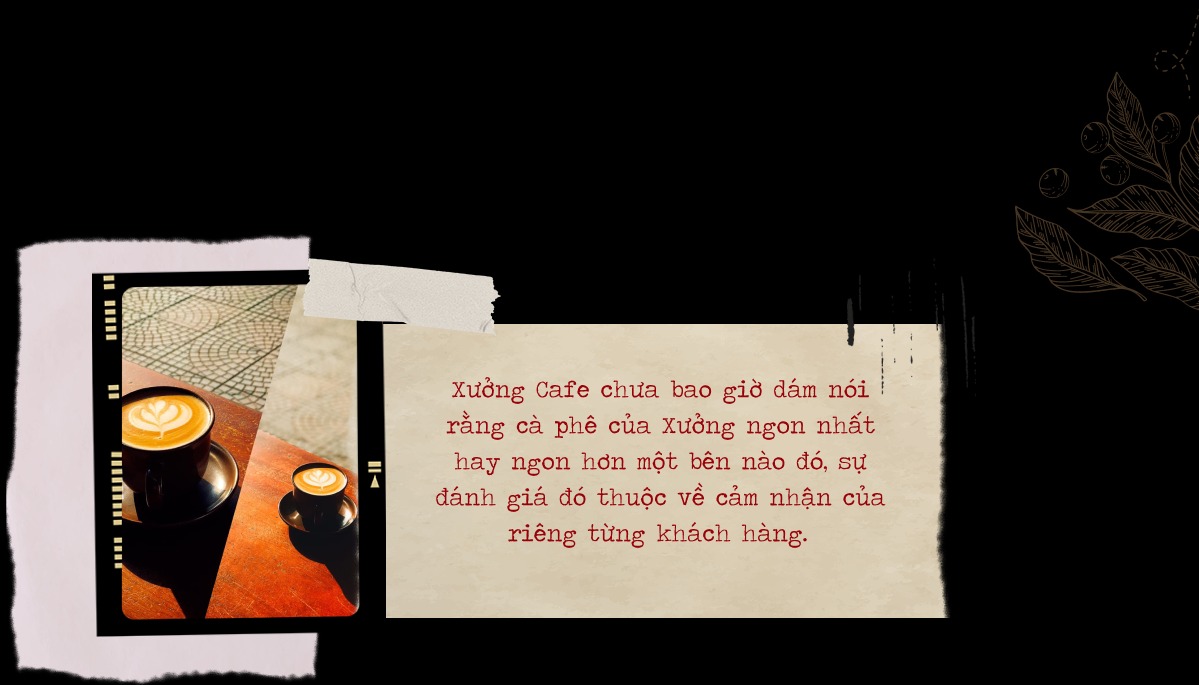 Xưởng Cafe chưa bao giờ dám nói
rằng cà phê của Xưởng ngon nhất
hay ngon hơn một bên nào đó, sự
đánh giá đó thuộc về cảm nhận của
riêng từng khách hàng.